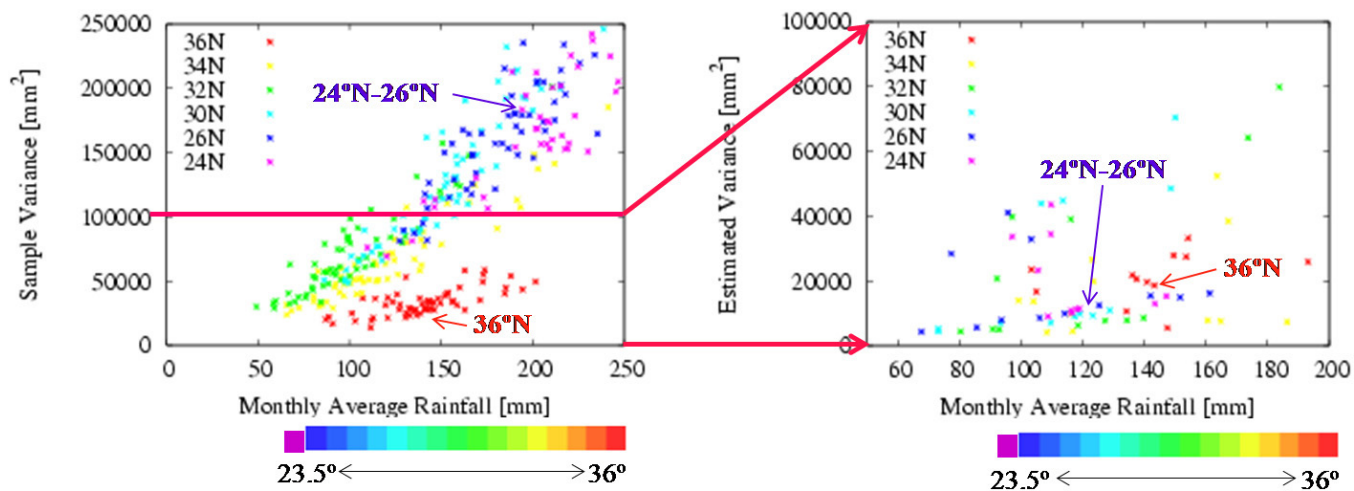 250000
200000
150000
100000
50000
0
Sample Variance [mm²]
36N
34N
32N
30N
26N
24N
24ºN-26ºN
36ºN
0 50 100 150 200 250
Monthly Average Rainfall [mm]
23.5º 36º
100000
80000
60000
40000
20000
0
Estimated Variance [mm²]
36N
34N
32N
30N
26N
24N
24ºN-26ºN
36ºN
60 80 100 120 140 160 180 200
Monthly Average Rainfall [mm]
23.5º 36º